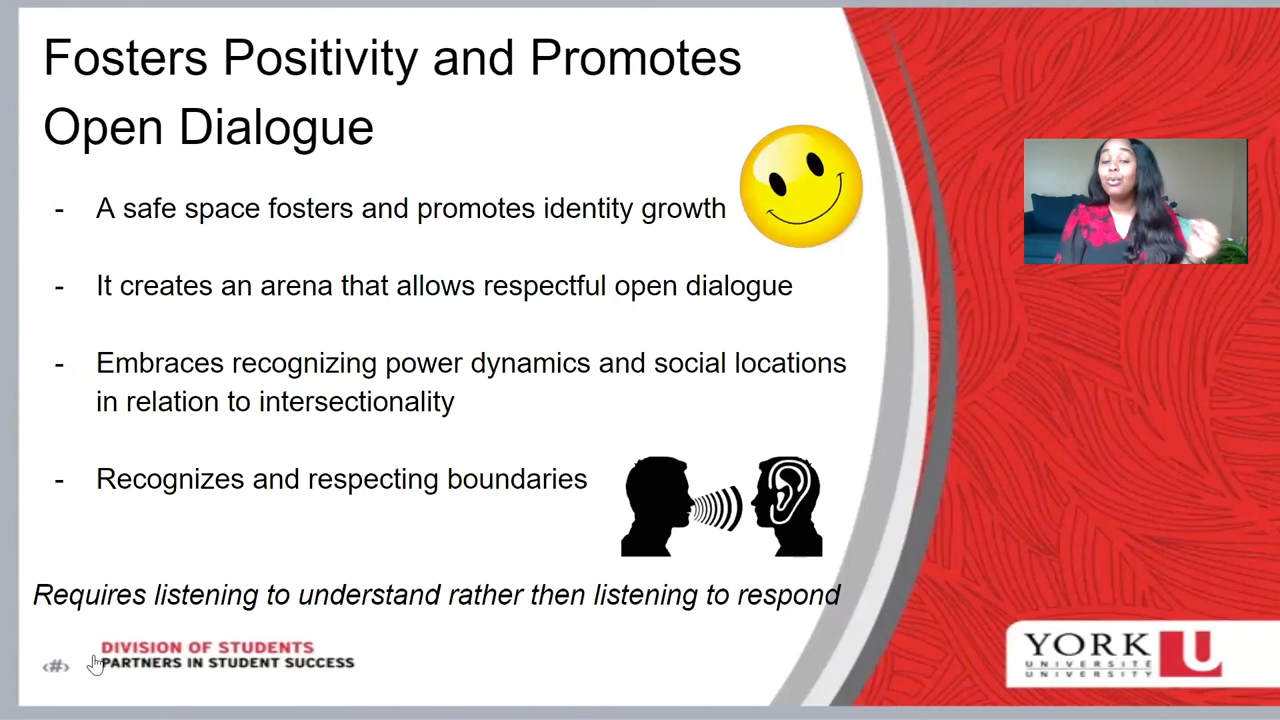 Fosters Positivity and Promotes
Open Dialogue
- A safe space fosters and promotes identity growth
- It creates an arena that allows respectful open dialogue
- Embraces recognizing power dynamics and social locations
in relation to intersectionality
- Recognizes and respecting boundaries
Requires listening to understand rather then listening to respond
‹#›
DIVISION OF STUDENTS
PARTNERS IN STUDENT SUCCESS
YORK U
UNIVERSITÉ
UNIVERSITY